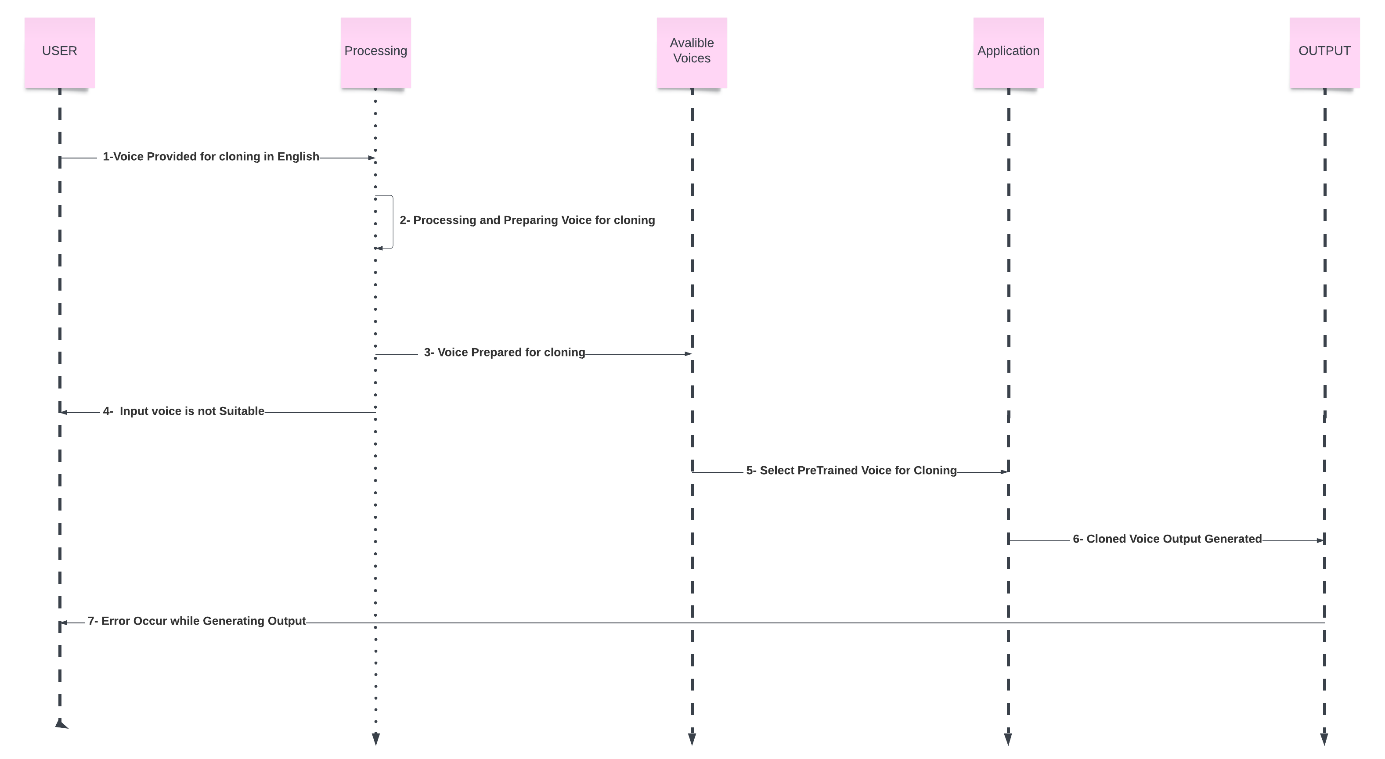 USER
Processing
Avalible
Voices
Application
OUTPUT
1-Voice Provided for cloning in English
2- Processing and Preparing Voice for cloning
3- Voice Prepared for cloning
4-  Input voice is not Suitable
5- Select PreTrained Voice for Cloning
6- Cloned Voice Output Generated
7- Error Occur while Generating Output